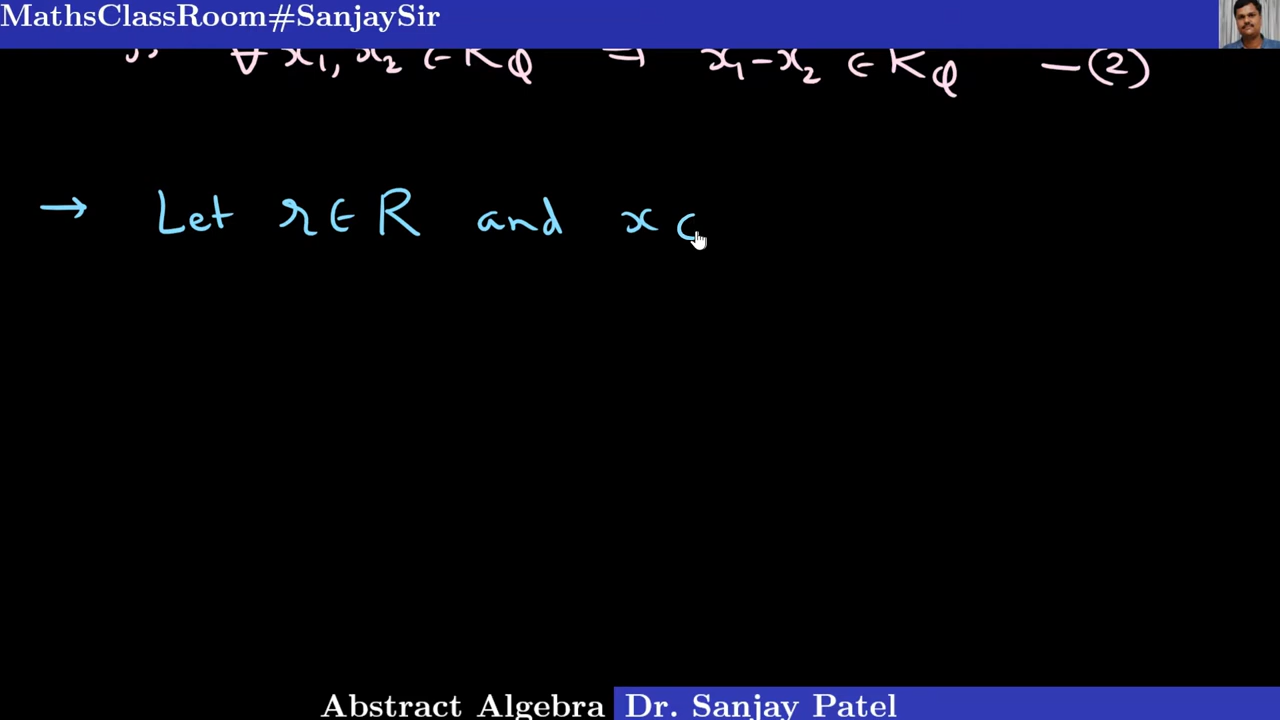 MathsClassRoom#SanjaySir
∴ ∀ x₁, x₂ ∈ K_φ ⇒ x₁-x₂ ∈ K_φ —(2)
→ Let r∈R and x
Abstract Algebra Dr. Sanjay Patel